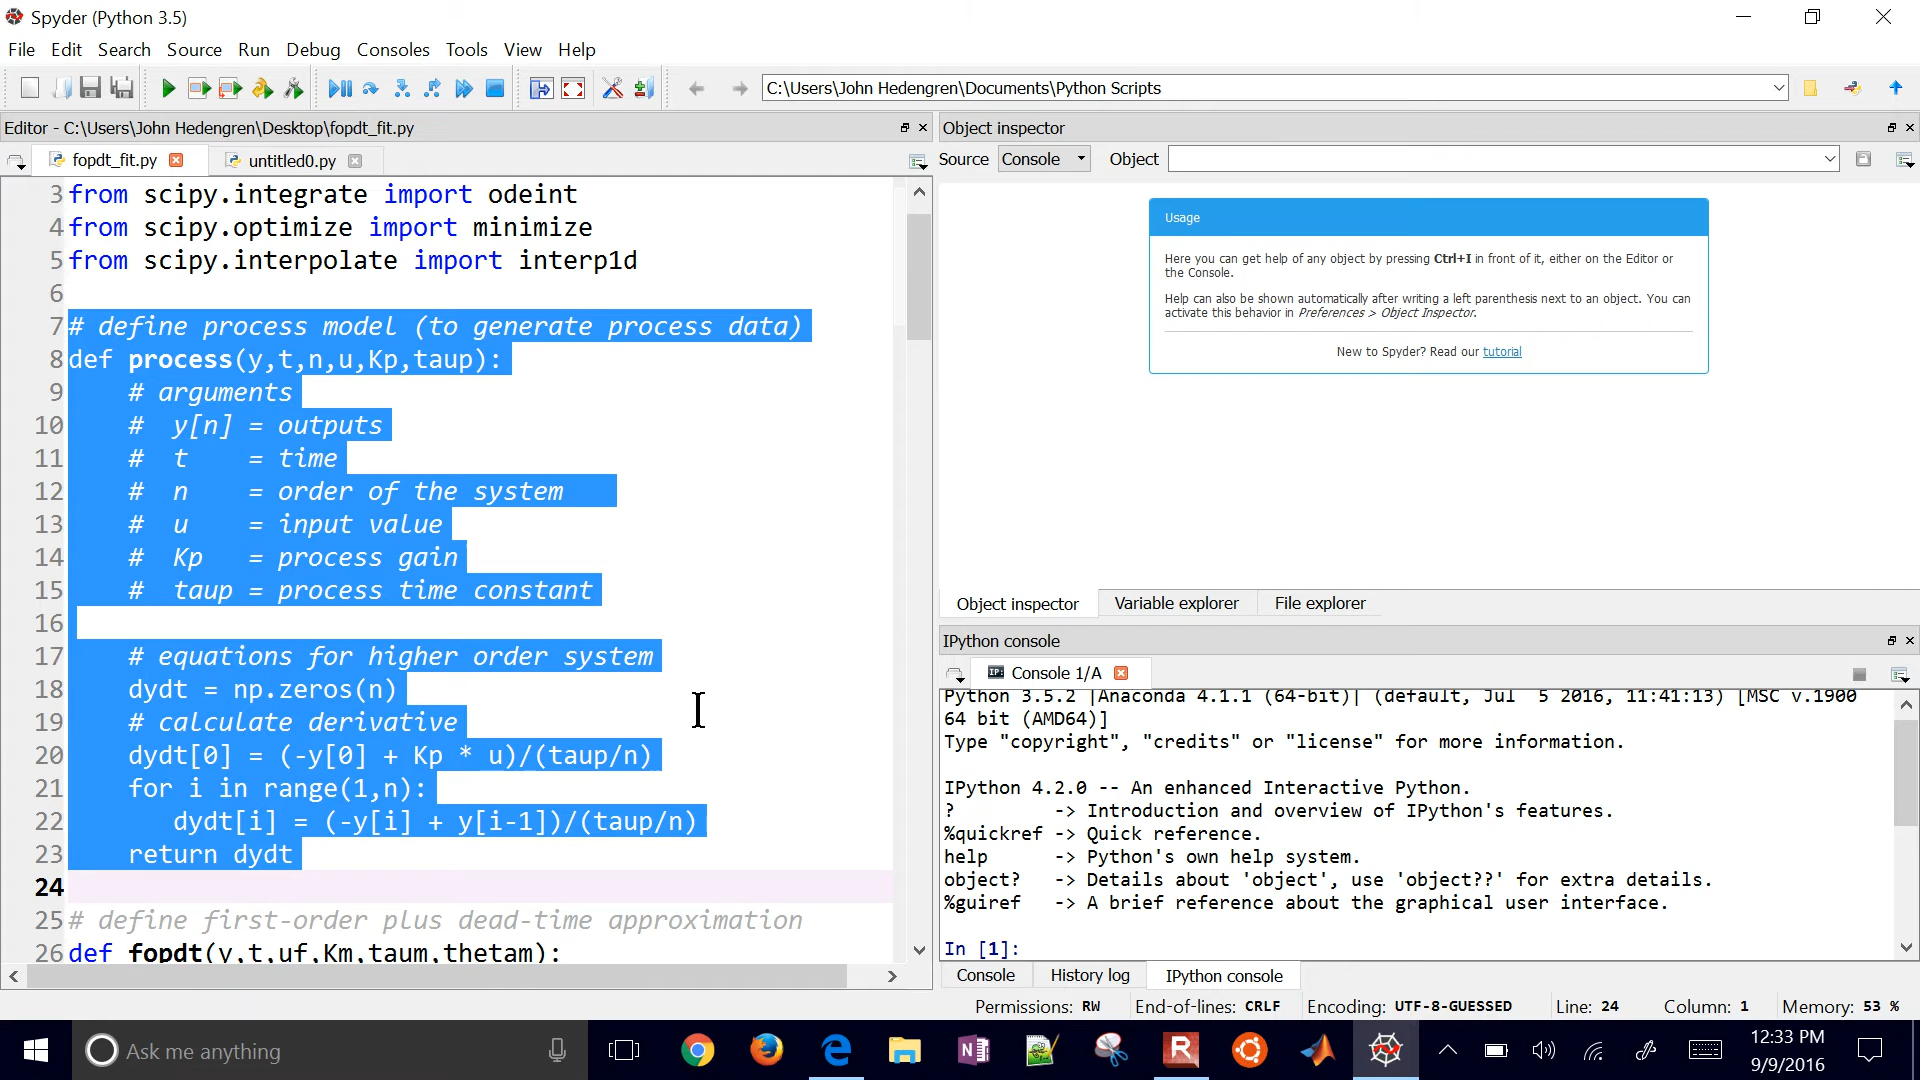 Spyder (Python 3.5)
File Edit Search Source Run Debug Consoles Tools View Help
C:\Users\John Hedengren\Documents\Python Scripts
Editor - C:\Users\John Hedengren\Desktop\fopdt_fit.py
fopdt_fit.py untitled0.py
3 from scipy.integrate import odeint
4 from scipy.optimize import minimize
5 from scipy.interpolate import interp1d
6
7 # define process model (to generate process data)
8 def process(y,t,n,u,Kp,taup):
9     # arguments
10     #  y[n] = outputs
11     #  t    = time
12     #  n    = order of the system
13     #  u    = input value
14     #  Kp   = process gain
15     #  taup = process time constant
16
17     # equations for higher order system
18     dydt = np.zeros(n)
19     # calculate derivative
20     dydt[0] = (-y[0] + Kp * u)/(taup/n)
21     for i in range(1,n):
22        dydt[i] = (-y[i] + y[i-1])/(taup/n)
23     return dydt
24
25 # define first-order plus dead-time approximation
26 def fopdt(y,t,uf,Km,taum,thetam):
Object inspector
Source Console Object
Usage
Here you can get help of any object by pressing Ctrl+I in front of it, either on the Editor or
the Console.
Help can also be shown automatically after writing a left parenthesis next to an object. You can
activate this behavior in Preferences > Object Inspector.
New to Spyder? Read our tutorial
Object inspector Variable explorer File explorer
IPython console
IP: Console 1/A
Python 3.5.2 |Anaconda 4.1.1 (64-bit)| (default, Jul  5 2016, 11:41:13) [MSC v.1900
64 bit (AMD64)]
Type "copyright", "credits" or "license" for more information.
IPython 4.2.0 -- An enhanced Interactive Python.
?         -> Introduction and overview of IPython's features.
%quickref -> Quick reference.
help      -> Python's own help system.
object?   -> Details about 'object', use 'object??' for extra details.
%guiref   -> A brief reference about the graphical user interface.
In [1]:
Console History log IPython console
Permissions: RW End-of-lines: CRLF Encoding: UTF-8-GUESSED Line: 24 Column: 1 Memory: 53 %
Ask me anything
12:33 PM
9/9/2016